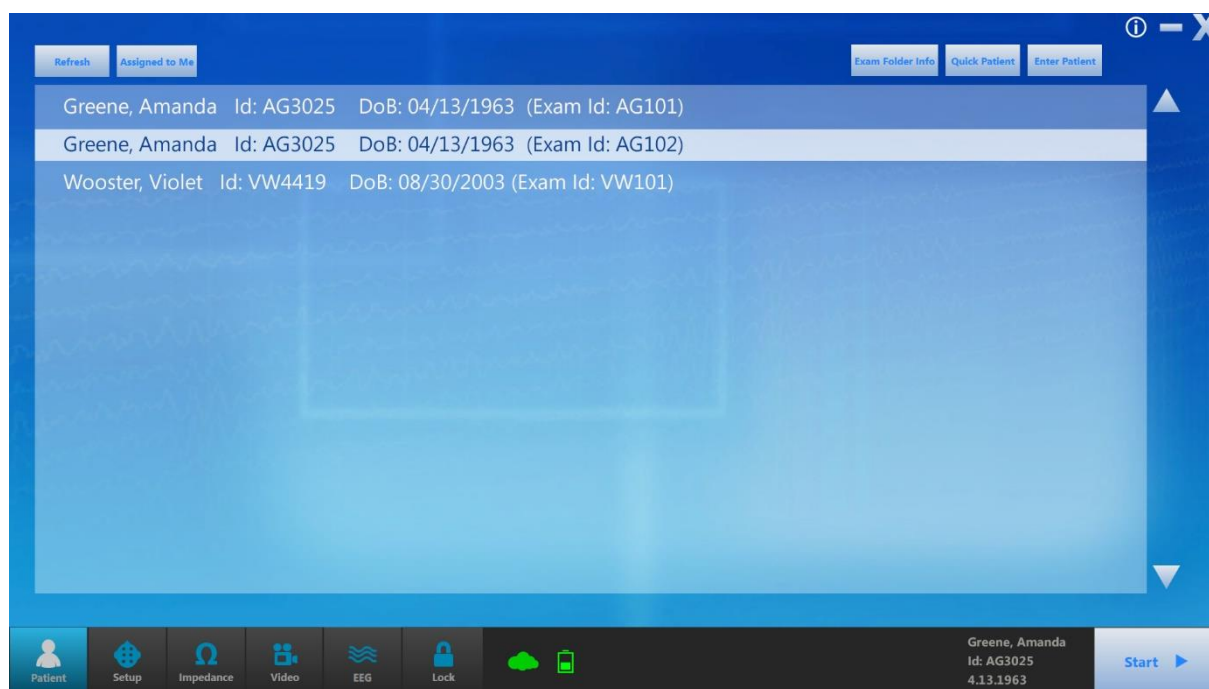 Refresh
Assigned to Me
Exam Folder Info
Quick Patient
Enter Patient
Greene, Amanda Id: AG3025 DoB: 04/13/1963 (Exam Id: AG101)
Greene, Amanda Id: AG3025 DoB: 04/13/1963 (Exam Id: AG102)
Wooster, Violet Id: VW4419 DoB: 08/30/2003 (Exam Id: VW101)
Patient
Setup
Ω
Impedance
Video
EEG
Lock
Greene, Amanda
Id: AG3025
4.13.1963
Start